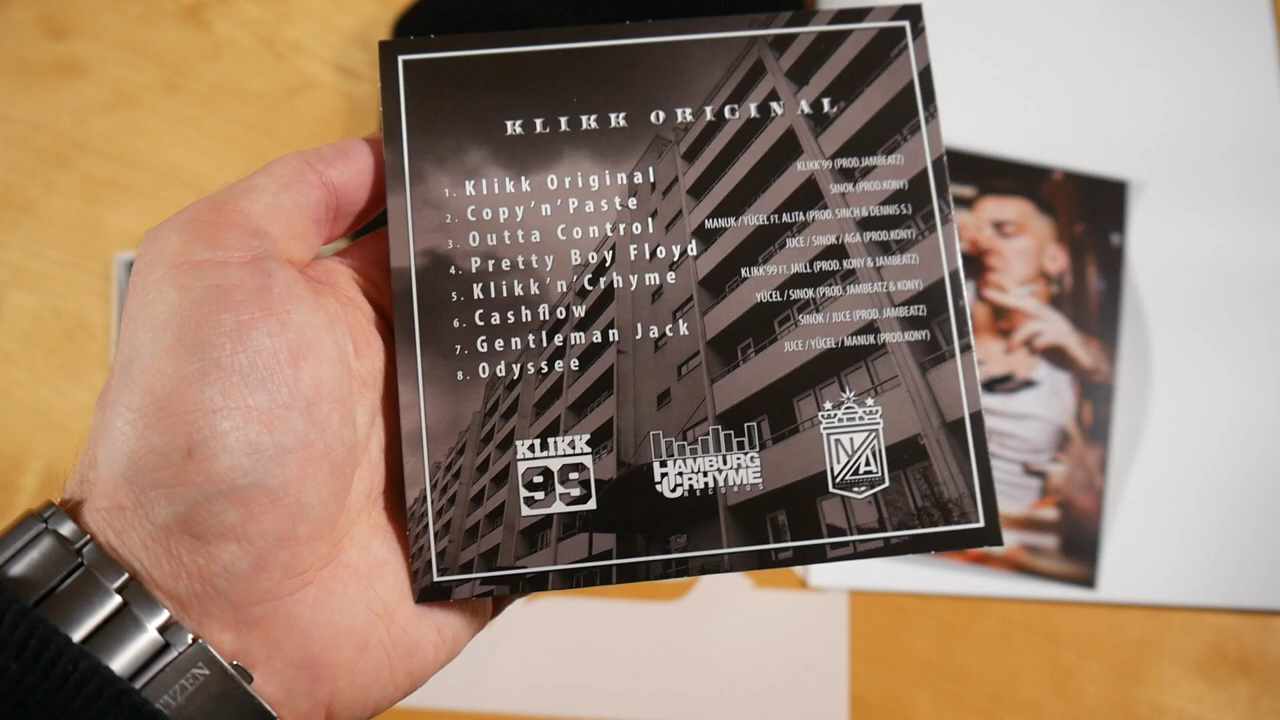 KLIKK ORIGINAL
1. Klikk Original KLIKK'99 (PROD.JAMBEATZ)
2. Copy'n'Paste SINOK (PROD.KONY)
3. Outta Control MANUK / YÜCEL FT. ALITA (PROD. SINCH & DENNIS S.)
4. Pretty Boy Floyd JUCE / SINOK / AGA (PROD.KONY)
5. Klikk'n'Crhyme KLIKK'99 FT. JAILL (PROD. KONY & JAMBEATZ)
6. Cashflow YÜCEL / SINOK (PROD. JAMBEATZ & KONY)
7. Gentleman Jack SINOK / JUCE (PROD. JAMBEATZ)
8. Odyssee JUCE / YÜCEL / MANUK (PROD.KONY)
KLIKK
99
HAMBURG
CRHYME
RECORDS
N/A
TIZEN